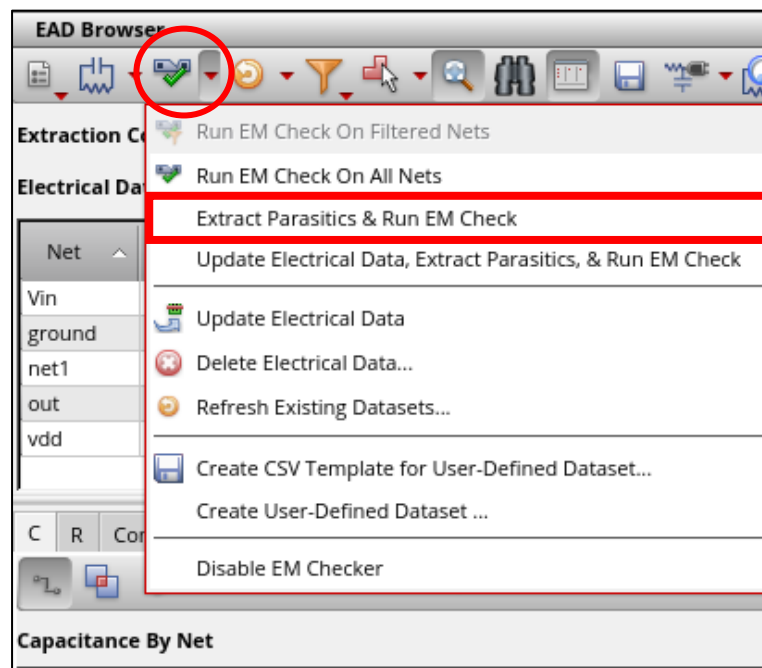 EAD Browser
Extraction
Run EM Check On Filtered Nets
Run EM Check On All Nets
Electrical
Extract Parasitics & Run EM Check
Net
Update Electrical Data, Extract Parasitics, & Run EM Check
Vin
Update Electrical Data
ground
net1
Delete Electrical Data...
out
Refresh Existing Datasets...
vdd
Create CSV Template for User-Defined Dataset...
Create User-Defined Dataset ...
C R
Disable EM Checker
Capacitance By Net